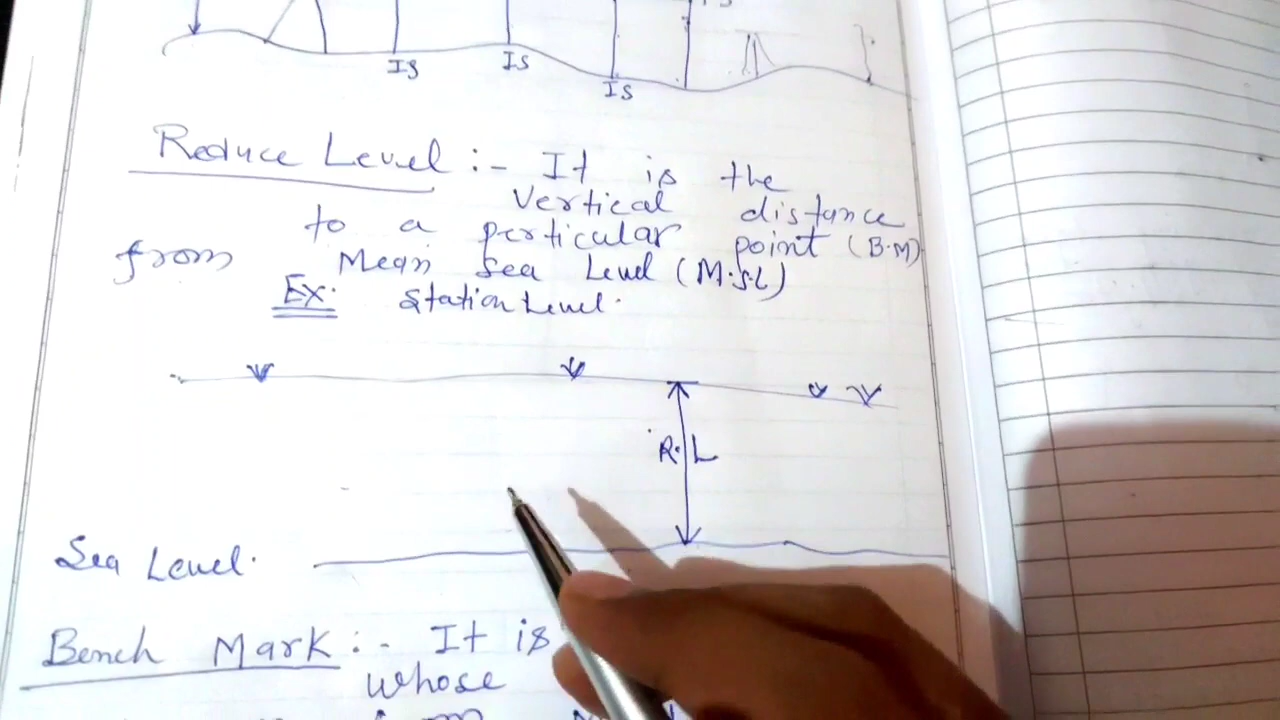 IS
IS
IS
Reduce Level :- It is the
Vertical distance
to a perticular point (B.M)
from Mean Sea Level (M.S.L)
Ex. Station Level.
R.L
Sea Level.
Bench Mark :- It is
whose